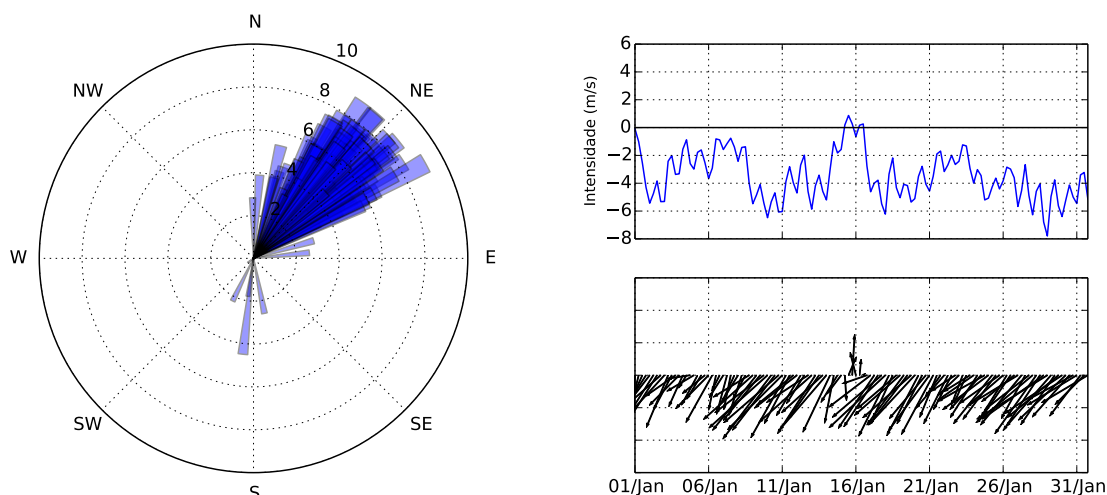 N
NE
E
SE
S
SW
W
NW
10
8
6
4
2
Intensidade (m/s)
6
4
2
0
−2
−4
−6
−8
01/Jan 06/Jan 11/Jan 16/Jan 21/Jan 26/Jan 31/Jan